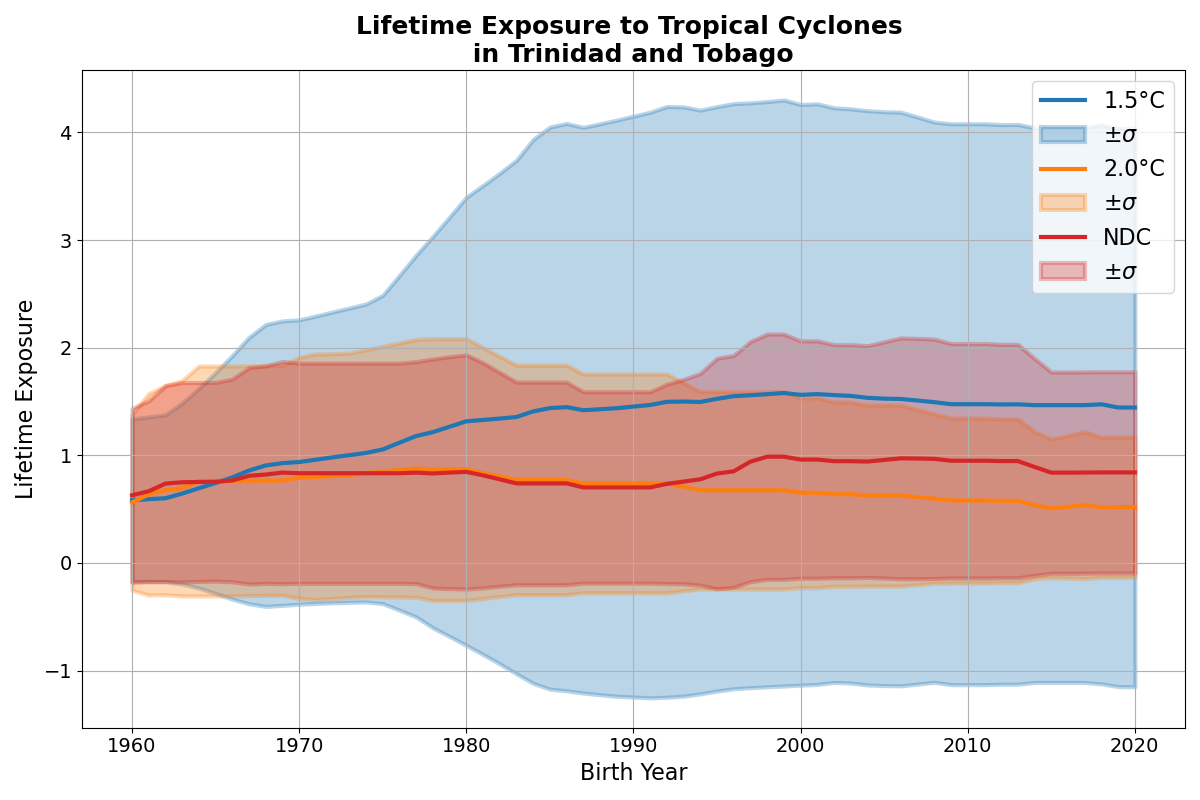 Lifetime Exposure to Tropical Cyclones
in Trinidad and Tobago
1.5°C
±σ
2.0°C
±σ
NDC
±σ
Lifetime Exposure
4
3
2
1
0
−1
1960
1970
1980
1990
2000
2010
2020
Birth Year